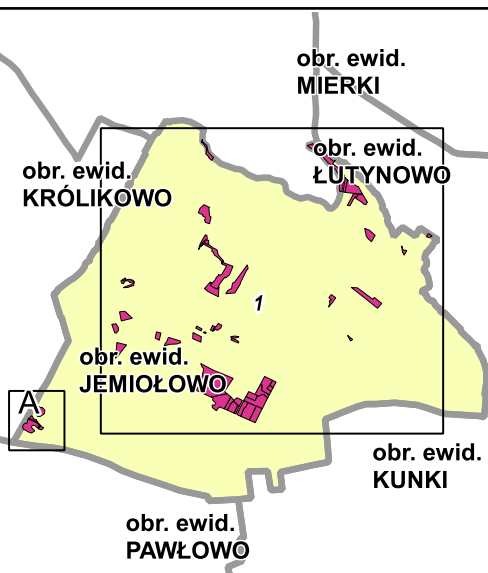 obr. ewid.
MIERKI
obr. ewid.
ŁUTYNOWO
obr. ewid.
KRÓLIKOWO
1
obr. ewid.
JEMIOŁOWO
A
obr. ewid.
KUNKI
obr. ewid.
PAWŁOWO